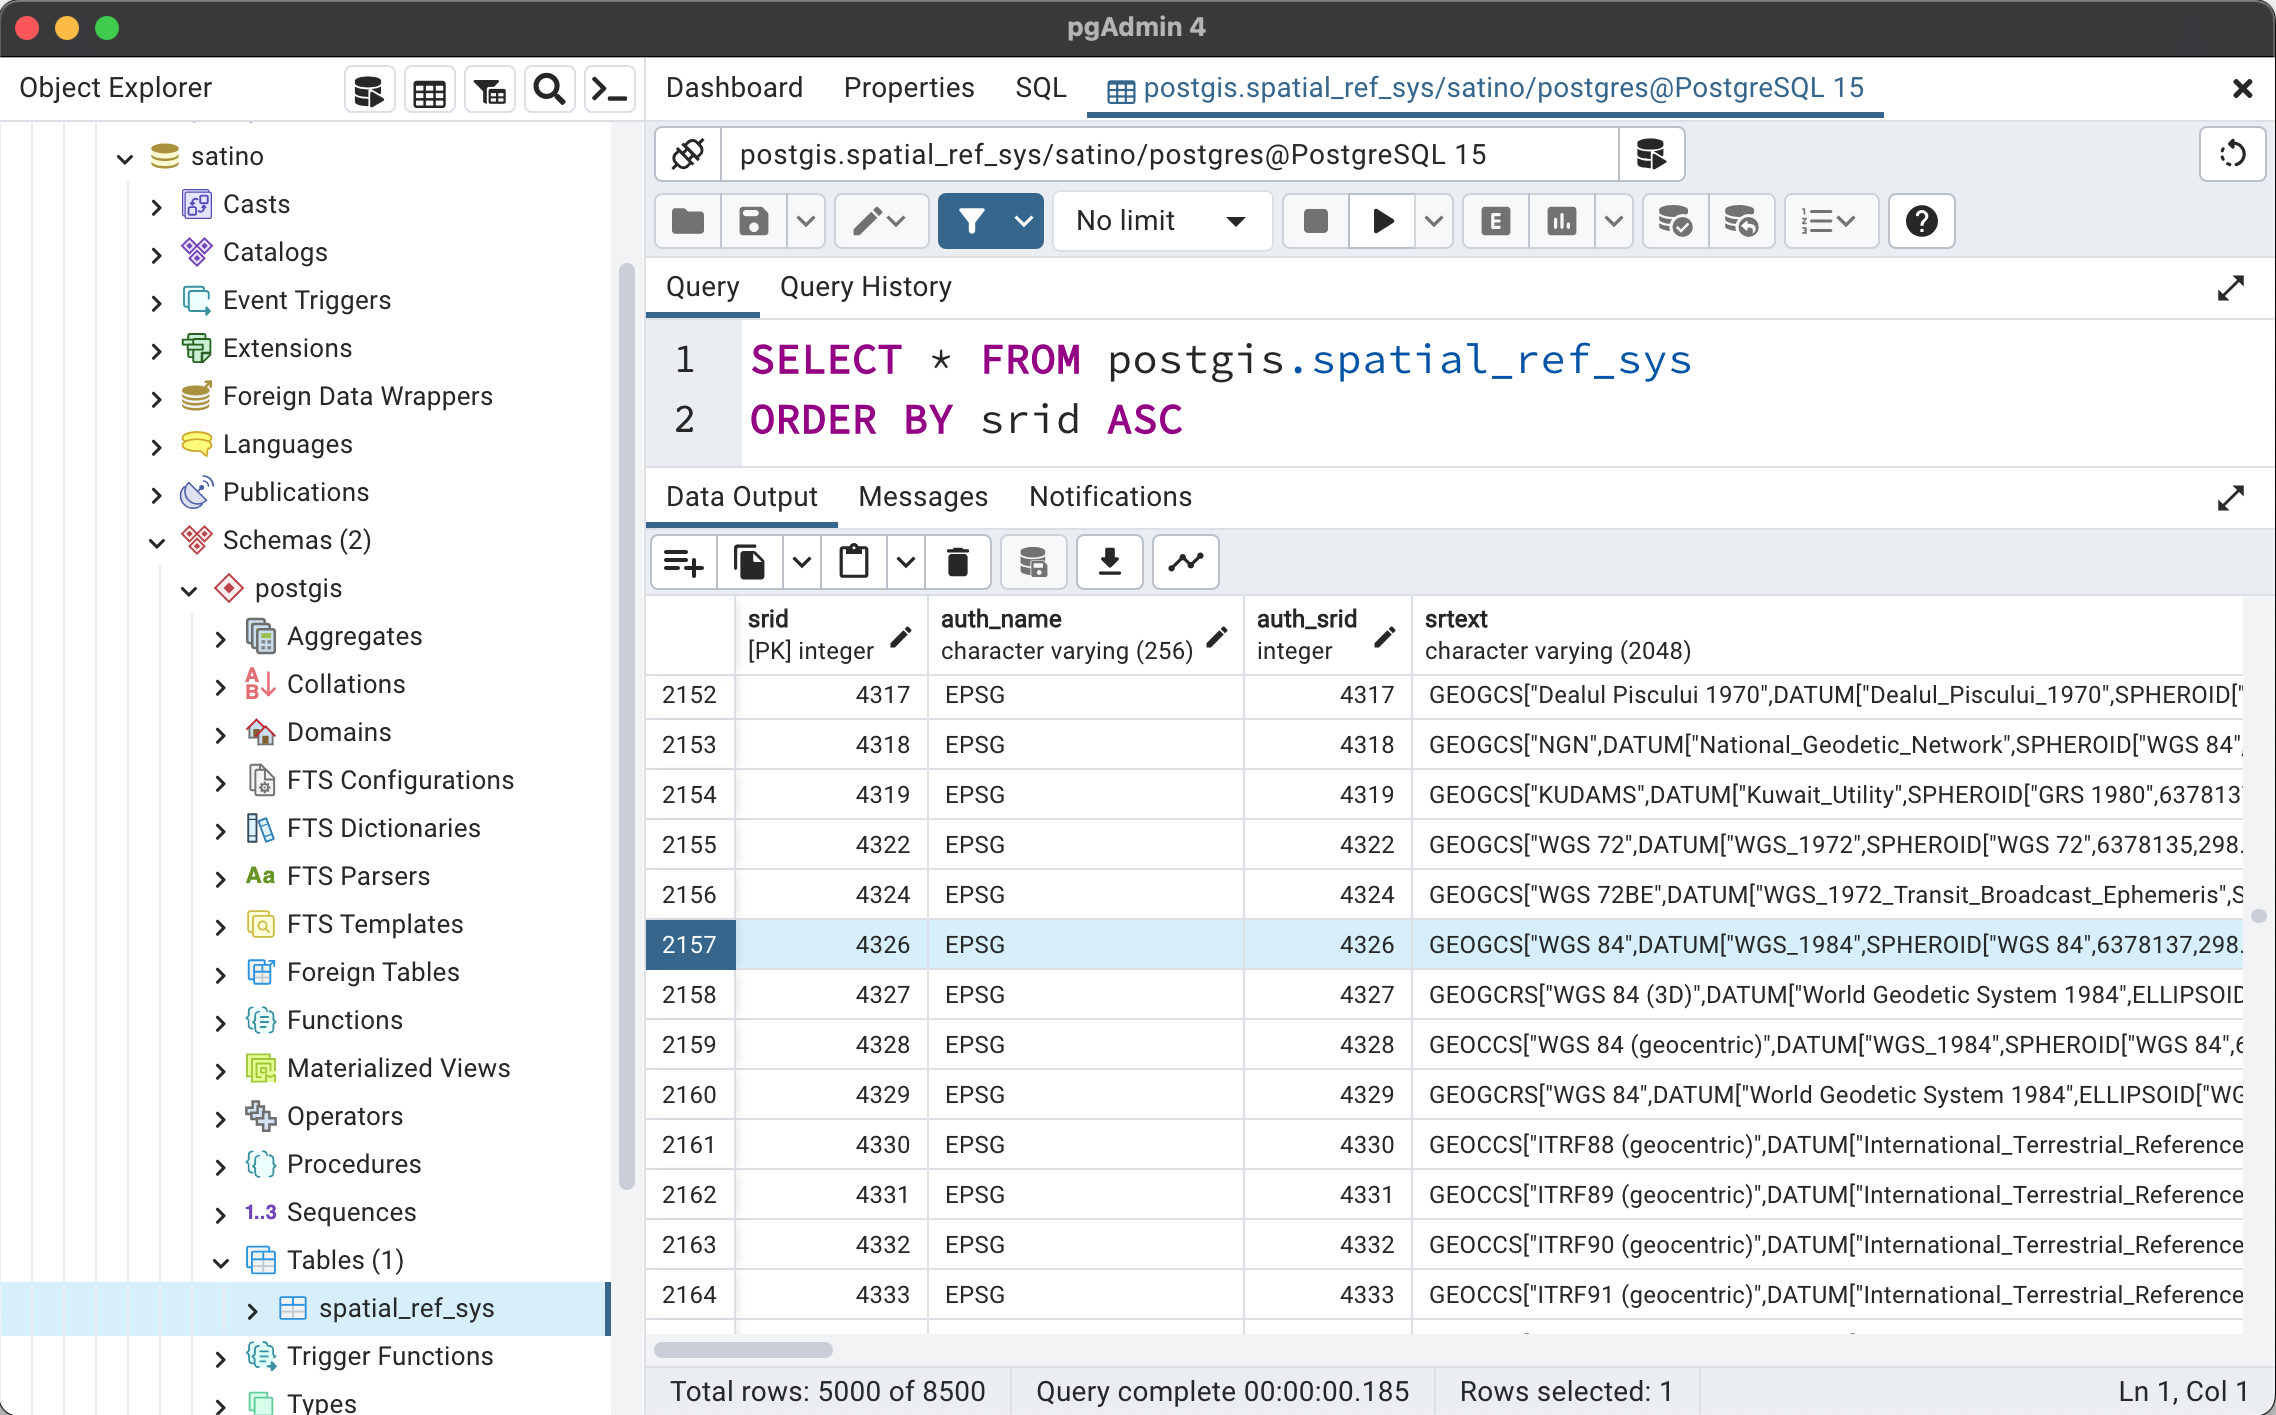 pgAdmin 4
Object Explorer
satino
Casts
Catalogs
Event Triggers
Extensions
Foreign Data Wrappers
Languages
Publications
Schemas (2)
postgis
Aggregates
Collations
Domains
FTS Configurations
FTS Dictionaries
Aa FTS Parsers
FTS Templates
Foreign Tables
Functions
Materialized Views
Operators
Procedures
1..3 Sequences
Tables (1)
spatial_ref_sys
Trigger Functions
Types
Dashboard Properties SQL postgis.spatial_ref_sys/satino/postgres@PostgreSQL 15
postgis.spatial_ref_sys/satino/postgres@PostgreSQL 15
No limit
Query Query History
1 SELECT * FROM postgis.spatial_ref_sys
2 ORDER BY srid ASC
Data Output Messages Notifications
srid auth_name auth_srid srtext
[PK] integer character varying (256) integer character varying (2048)
2152 4317 EPSG 4317 GEOGCS["Dealul Piscului 1970",DATUM["Dealul_Piscului_1970",SPHEROID["
2153 4318 EPSG 4318 GEOGCS["NGN",DATUM["National_Geodetic_Network",SPHEROID["WGS 84",
2154 4319 EPSG 4319 GEOGCS["KUDAMS",DATUM["Kuwait_Utility",SPHEROID["GRS 1980",637813
2155 4322 EPSG 4322 GEOGCS["WGS 72",DATUM["WGS_1972",SPHEROID["WGS 72",6378135,298.
2156 4324 EPSG 4324 GEOGCS["WGS 72BE",DATUM["WGS_1972_Transit_Broadcast_Ephemeris",S
2157 4326 EPSG 4326 GEOGCS["WGS 84",DATUM["WGS_1984",SPHEROID["WGS 84",6378137,298.
2158 4327 EPSG 4327 GEOGCRS["WGS 84 (3D)",DATUM["World Geodetic System 1984",ELLIPSOID
2159 4328 EPSG 4328 GEOCCS["WGS 84 (geocentric)",DATUM["WGS_1984",SPHEROID["WGS 84",6
2160 4329 EPSG 4329 GEOGCRS["WGS 84",DATUM["World Geodetic System 1984",ELLIPSOID["WG
2161 4330 EPSG 4330 GEOCCS["ITRF88 (geocentric)",DATUM["International_Terrestrial_Reference
2162 4331 EPSG 4331 GEOCCS["ITRF89 (geocentric)",DATUM["International_Terrestrial_Reference
2163 4332 EPSG 4332 GEOCCS["ITRF90 (geocentric)",DATUM["International_Terrestrial_Reference
2164 4333 EPSG 4333 GEOCCS["ITRF91 (geocentric)",DATUM["International_Terrestrial_Reference
Total rows: 5000 of 8500 Query complete 00:00:00.185 Rows selected: 1 Ln 1, Col 1